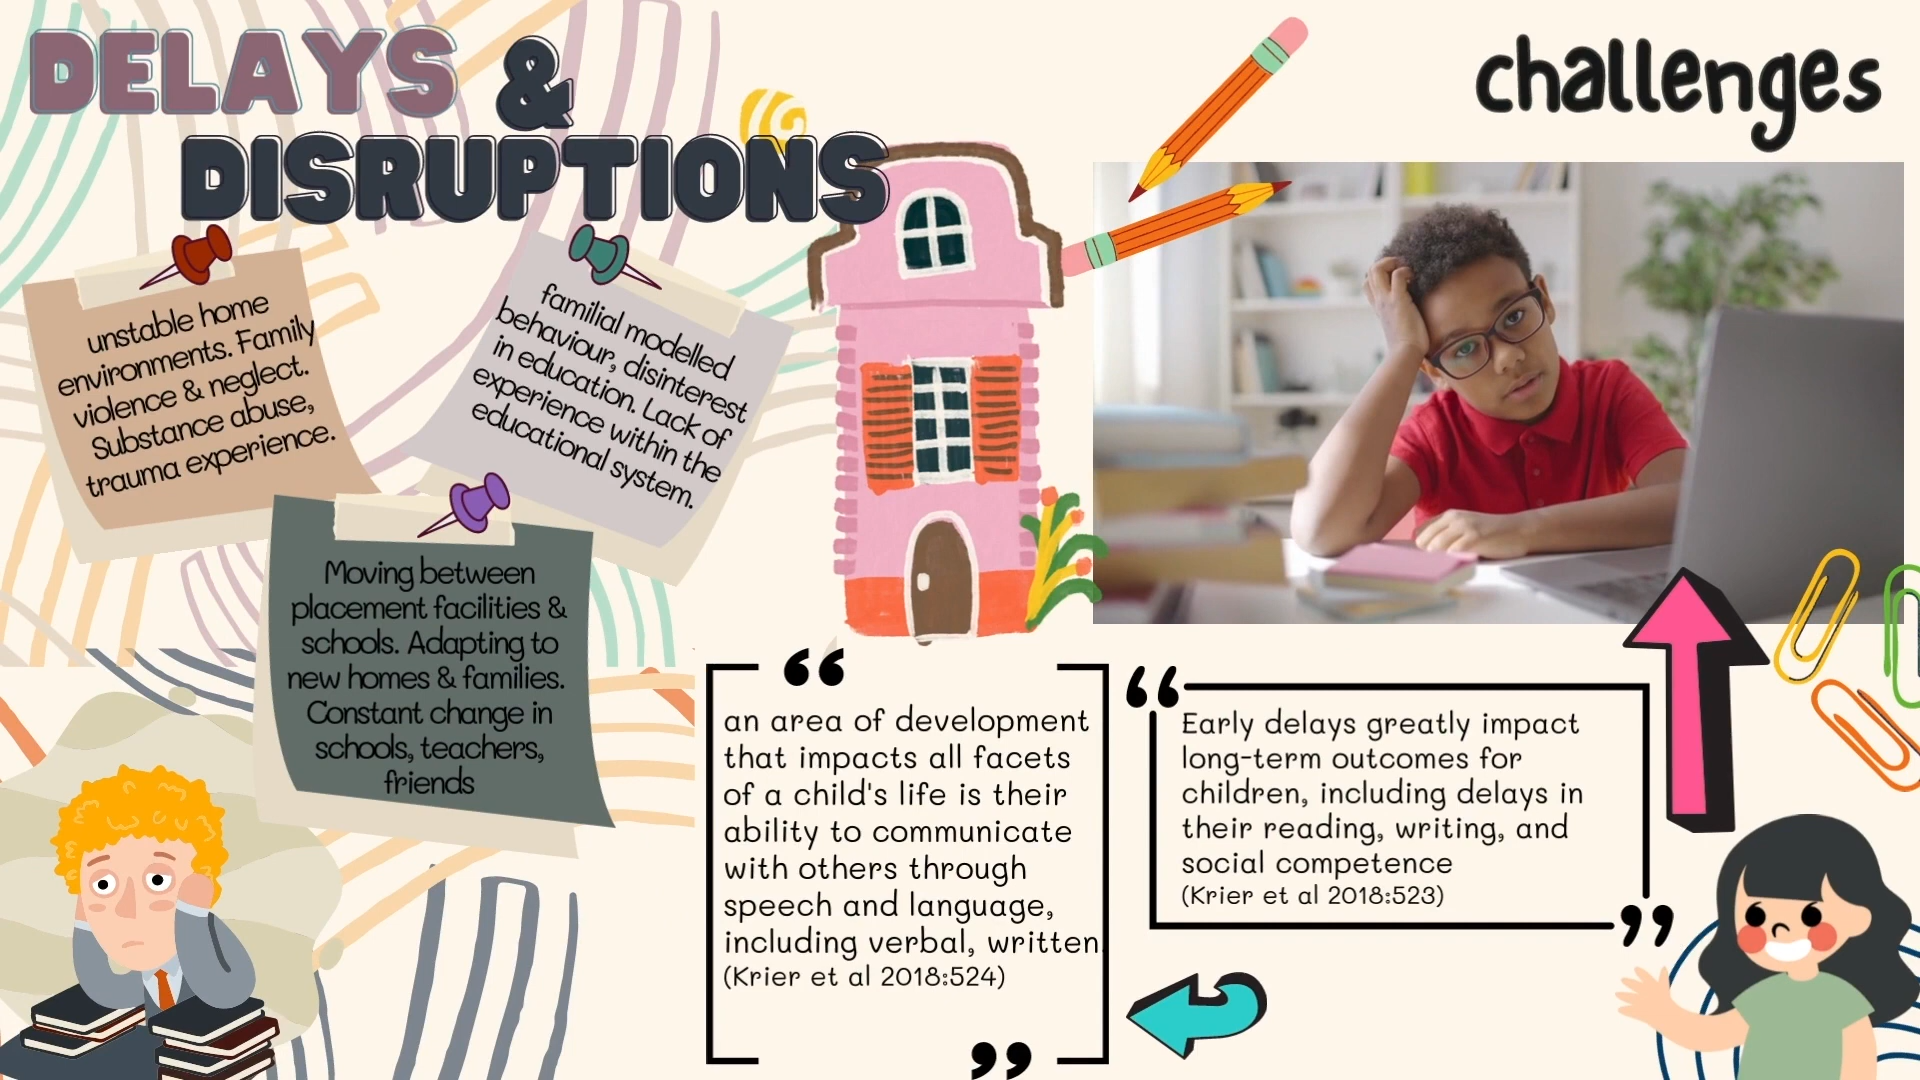 DELAYS &
DISRUPTIONS
challenges
unstable home
environments. Family
violence & neglect.
Substance abuse,
trauma experience.
familial modelled
behaviour, disinterest
in education. Lack of
experience within the
educational system.
Moving between
placement facilities &
schools. Adapting to
new homes & families.
Constant change in
schools, teachers,
friends
“
an area of development
that impacts all facets
of a child's life is their
ability to communicate
with others through
speech and language,
including verbal, written.
(Krier et al 2018:524)
”
“
Early delays greatly impact
long-term outcomes for
children, including delays in
their reading, writing, and
social competence
(Krier et al 2018:523)
”